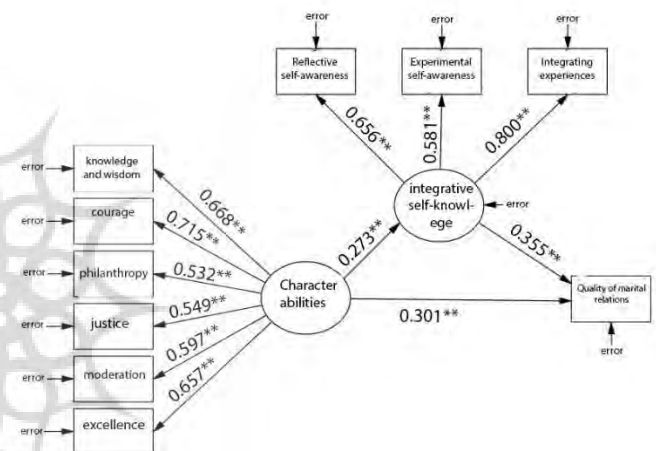 error
error
error
Reflective
self-awareness
Experimental
self-awareness
Integrating
experiences
0.656**
0.581**
0.800**
integrative
self-knowl-
ege
error
error
knowledge
and wisdom
error
courage
error
philanthropy
error
justice
error
moderation
error
excellence
0.668**
0.715**
0.532**
0.549**
0.597**
0.657**
Character
abilities
0.273**
0.355**
0.301**
Quality of marital
relations
error